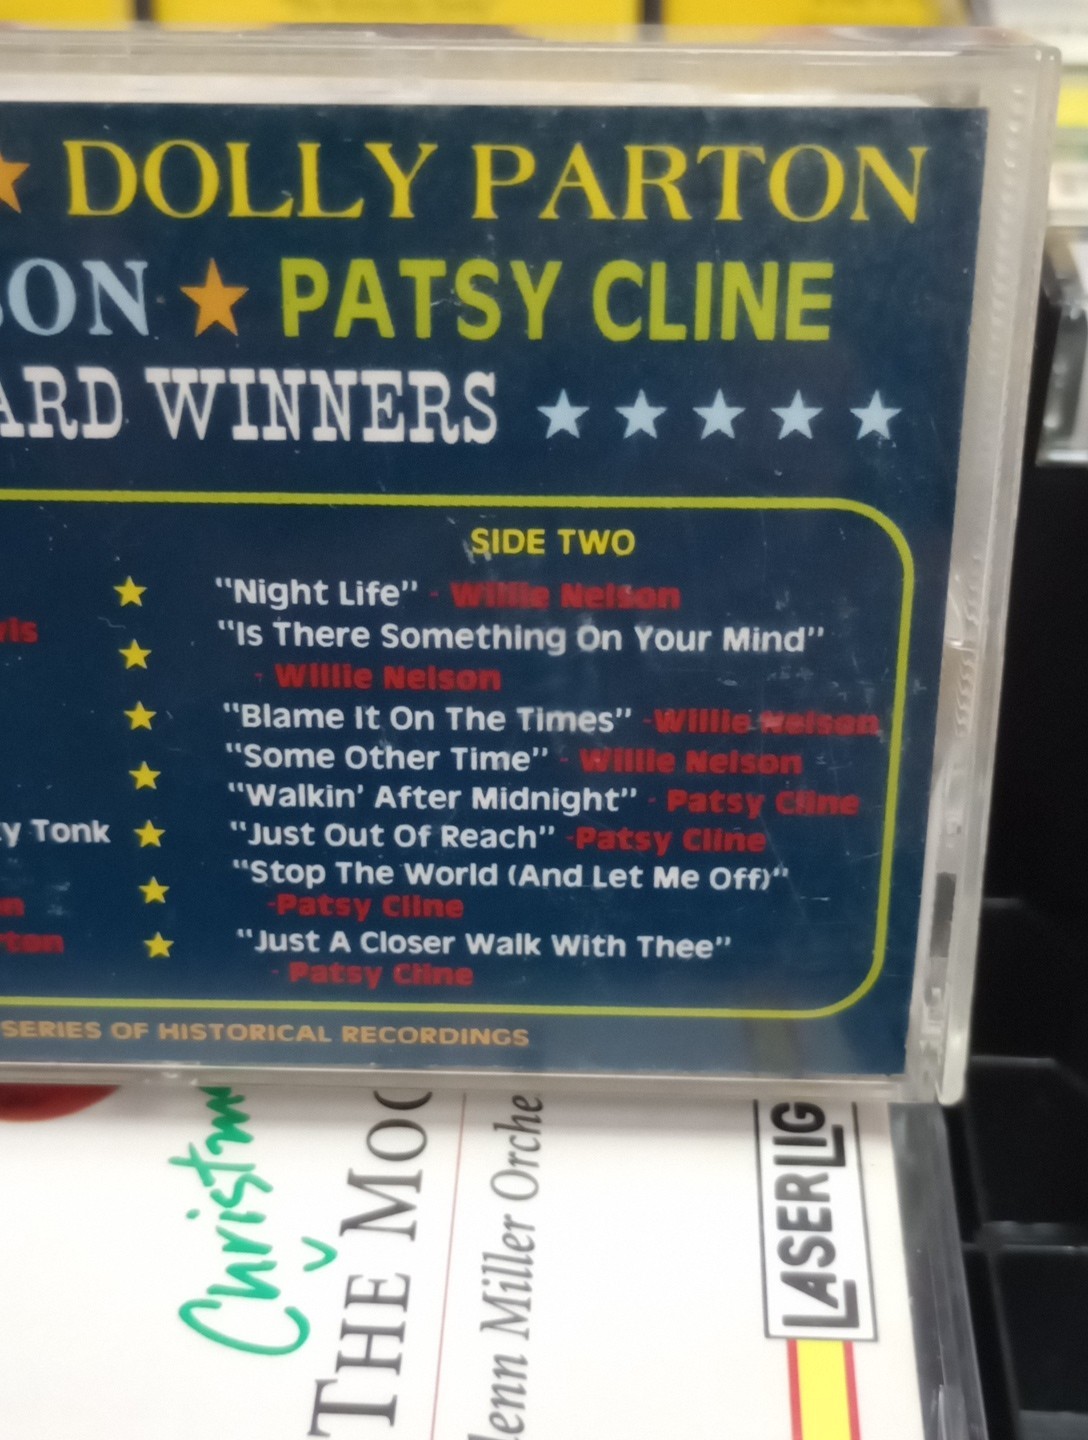 DOLLY PARTON
SON ★ PATSY CLINE
ARD WINNERS
SIDE TWO
"Night Life" - Willie Nelson
"Is There Something On Your Mind"
- Willie Nelson
"Blame It On The Times" -Willie Nelson
"Some Other Time" - Willie Nelson
"Walkin' After Midnight" - Patsy Cline
"Just Out Of Reach" -Patsy Cline
y Tonk
"Stop The World (And Let Me Off)"
-Patsy Cline
"Just A Closer Walk With Thee"
- Patsy Cline
SERIES OF HISTORICAL RECORDINGS
Christm
THE MOO
lenn Miller Orche
LASERLIG